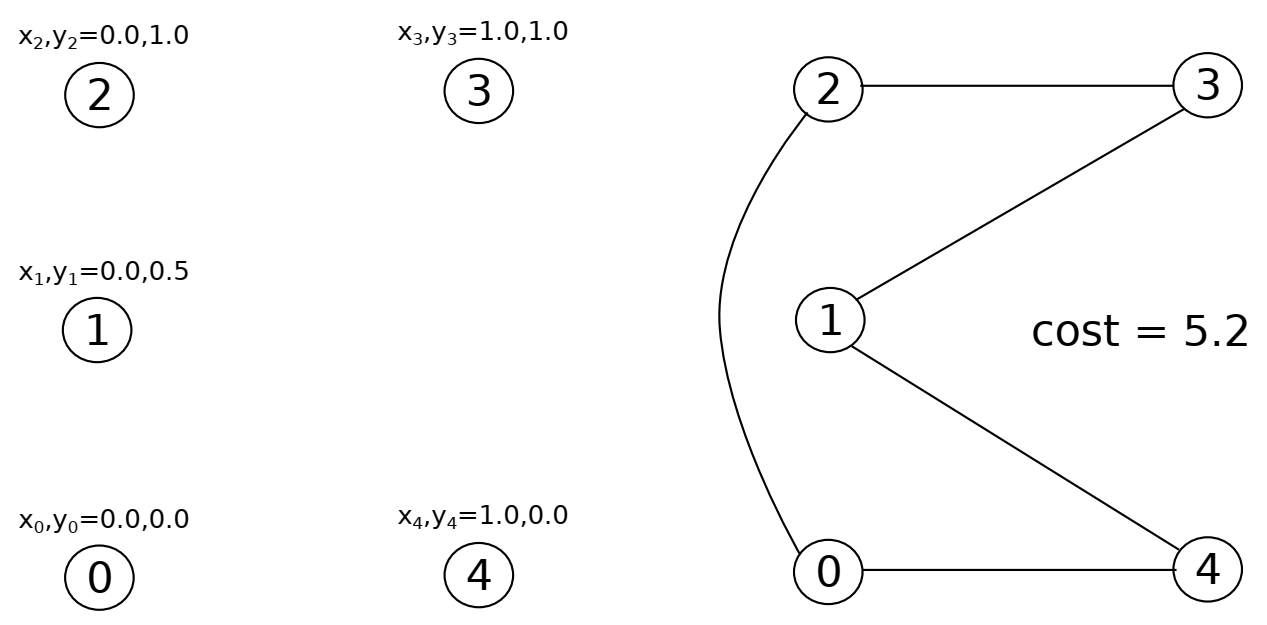 x₂,y₂=0.0,1.0
2
x₃,y₃=1.0,1.0
3
x₁,y₁=0.0,0.5
1
x₀,y₀=0.0,0.0
0
x₄,y₄=1.0,0.0
4
2
3
1
cost = 5.2
0
4